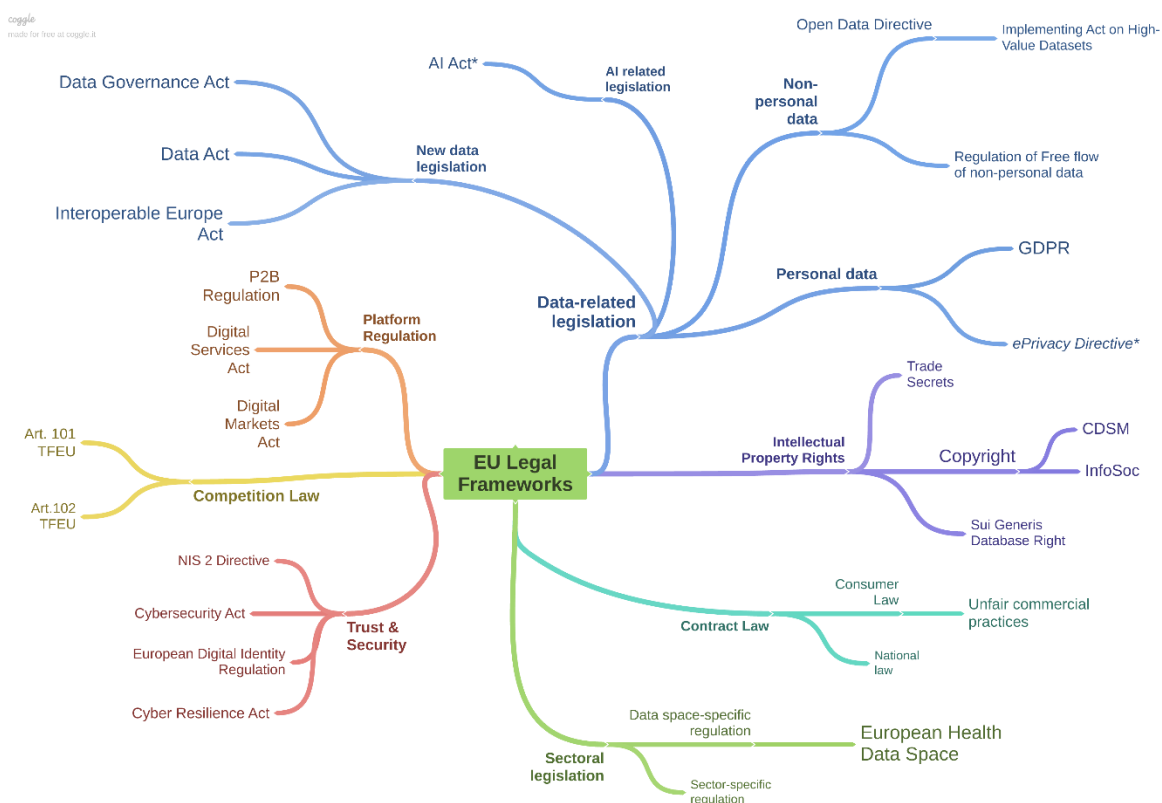 coggle
made for free at coggle.it
Open Data Directive
Implementing Act on High-
Value Datasets
AI Act*
AI related
legislation
Non-
personal
data
Data Governance Act
Data Act
New data
legislation
Regulation of Free flow
of non-personal data
Interoperable Europe
Act
GDPR
Personal data
Data-related
legislation
ePrivacy Directive*
P2B
Regulation
Platform
Regulation
Digital
Services
Act
Digital
Markets
Act
Trade
Secrets
Art. 101
TFEU
Competition Law
Art.102
TFEU
EU Legal
Frameworks
Intellectual
Property Rights
Copyright
CDSM
InfoSoc
Sui Generis
Database Right
NIS 2 Directive
Cybersecurity Act
Trust &
Security
European Digital Identity
Regulation
Cyber Resilience Act
Contract Law
Consumer
Law
Unfair commercial
practices
National
law
Data space-specific
regulation
European Health
Data Space
Sectoral
legislation
Sector-specific
regulation